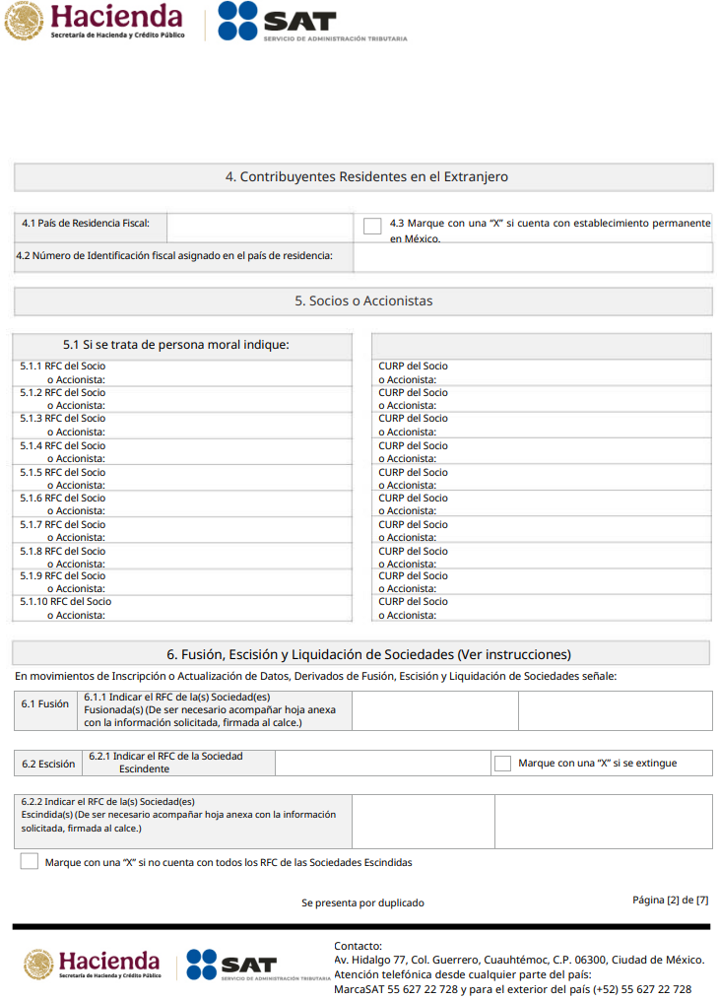 Hacienda
Secretaría de Hacienda y Crédito Público
SAT
SERVICIO DE ADMINISTRACIÓN TRIBUTARIA
4. Contribuyentes Residentes en el Extranjero
4.1 País de Residencia Fiscal:
4.3 Marque con una “X” si cuenta con establecimiento permanente
en México.
4.2 Número de Identificación fiscal asignado en el país de residencia:
5. Socios o Accionistas
5.1 Si se trata de persona moral indique:
5.1.1 RFC del Socio
o Accionista:
CURP del Socio
o Accionista:
5.1.2 RFC del Socio
o Accionista:
CURP del Socio
o Accionista:
5.1.3 RFC del Socio
o Accionista:
CURP del Socio
o Accionista:
5.1.4 RFC del Socio
o Accionista:
CURP del Socio
o Accionista:
5.1.5 RFC del Socio
o Accionista:
CURP del Socio
o Accionista:
5.1.6 RFC del Socio
o Accionista:
CURP del Socio
o Accionista:
5.1.7 RFC del Socio
o Accionista:
CURP del Socio
o Accionista:
5.1.8 RFC del Socio
o Accionista:
CURP del Socio
o Accionista:
5.1.9 RFC del Socio
o Accionista:
CURP del Socio
o Accionista:
5.1.10 RFC del Socio
o Accionista:
CURP del Socio
o Accionista:
6. Fusión, Escisión y Liquidación de Sociedades (Ver instrucciones)
En movimientos de Inscripción o Actualización de Datos, Derivados de Fusión, Escisión y Liquidación de Sociedades señale:
6.1 Fusión
6.1.1 Indicar el RFC de la(s) Sociedad(es)
Fusionada(s) (De ser necesario acompañar hoja anexa
con la información solicitada, firmada al calce.)
6.2 Escisión
6.2.1 Indicar el RFC de la Sociedad
Escindente
Marque con una “X” si se extingue
6.2.2 Indicar el RFC de la(s) Sociedad(es)
Escindida(s) (De ser necesario acompañar hoja anexa con la información
solicitada, firmada al calce.)
Marque con una “X” si no cuenta con todos los RFC de las Sociedades Escindidas
Se presenta por duplicado
Página [2] de [7]
Hacienda
Secretaría de Hacienda y Crédito Público
SAT
SERVICIO DE ADMINISTRACIÓN TRIBUTARIA
Contacto:
Av. Hidalgo 77, Col. Guerrero, Cuauhtémoc, C.P. 06300, Ciudad de México.
Atención telefónica desde cualquier parte del país:
MarcaSAT 55 627 22 728 y para el exterior del país (+52) 55 627 22 728